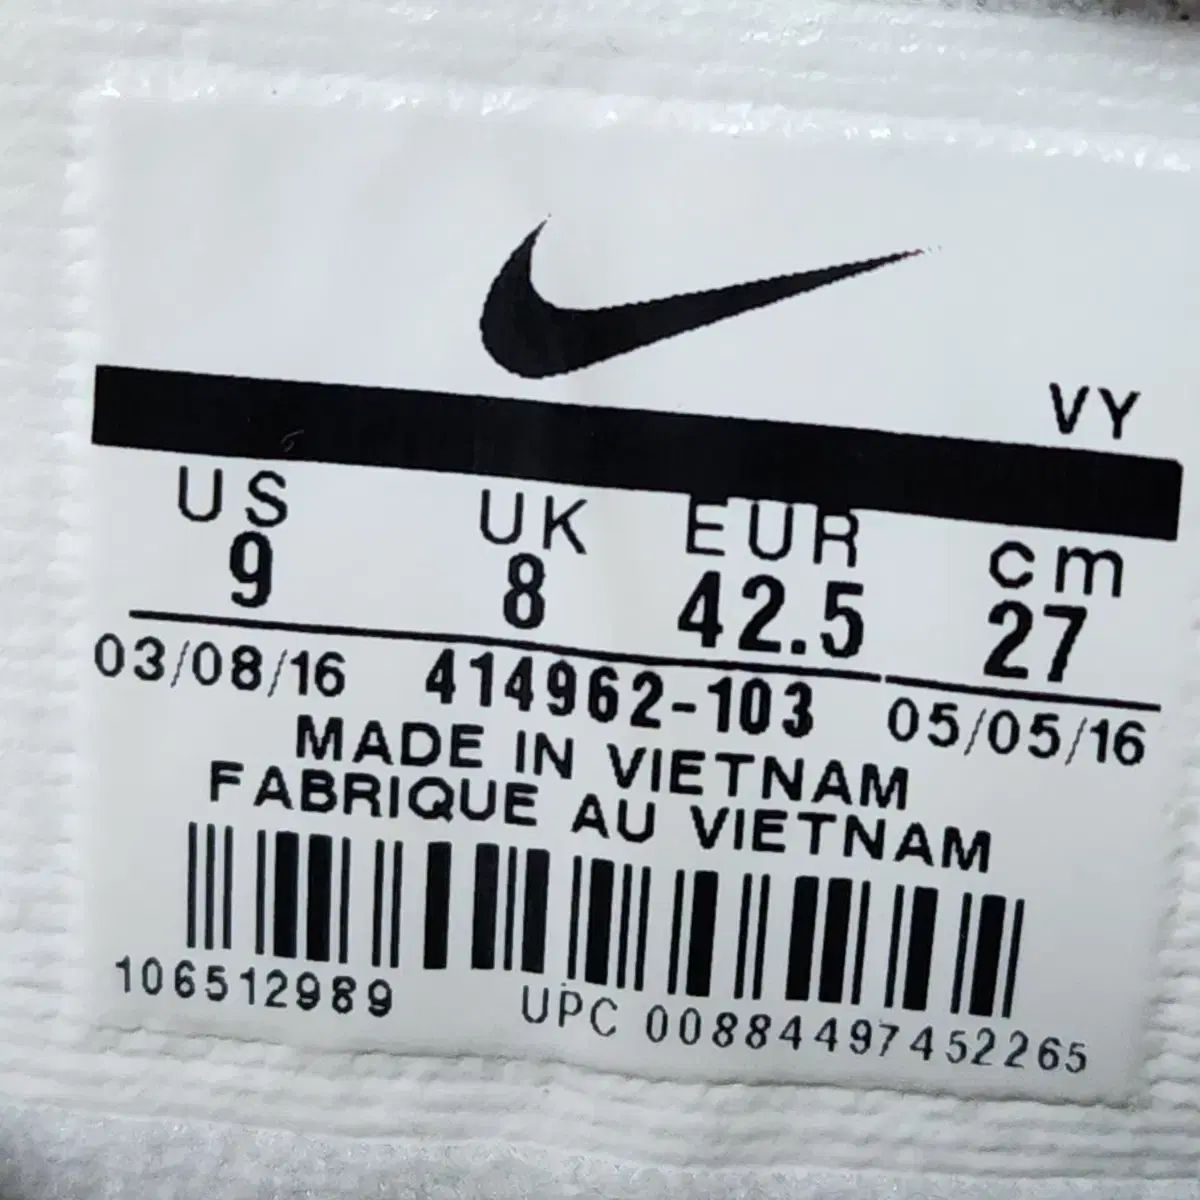 VY
US UK EUR cm
9 8 42.5 27
03/08/16 414962-103 05/05/16
MADE IN VIETNAM
FABRIQUE AU VIETNAM
106512989 UPC 00884497452265